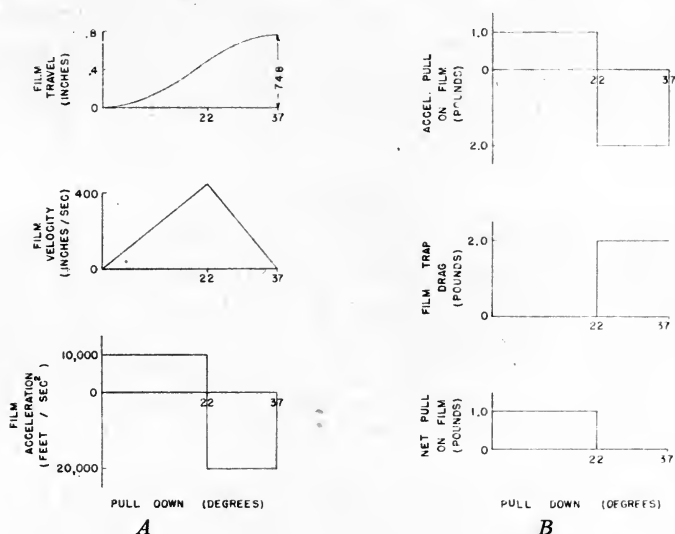 FILM
TRAVEL
(INCHES)
.8
.4
0
22
37
.748
FILM
VELOCITY
(INCHES/SEC)
400
0
22
37
FILM
ACCELERATION
(FEET / SEC²)
10,000
0
20,000
22
37
PULL DOWN (DEGREES)
A
ACCEL. PULL
ON FILM
(POUNDS)
1.0
0
2.0
22
37
FILM TRAP
DRAG
(POUNDS)
2.0
0
22
37
NET PULL
ON FILM
(POUNDS)
1.0
0
22
37
PULL DOWN (DEGREES)
B